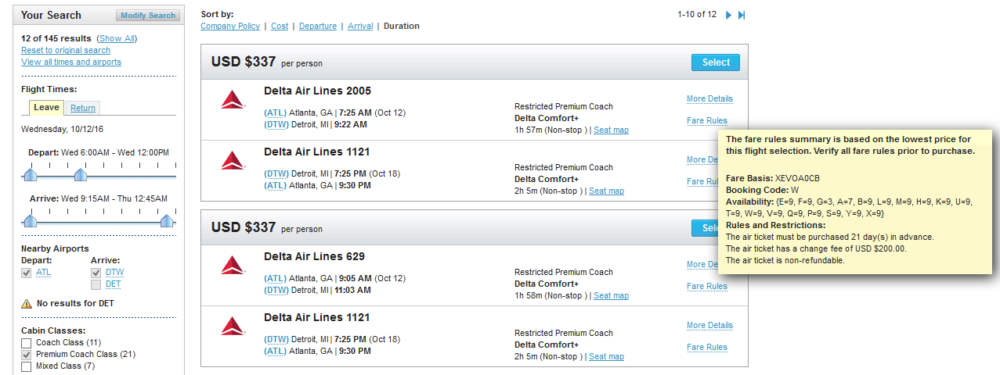 Your Search
Modify Search
12 of 145 results (Show All)
Reset to original search
View all times and airports
Flight Times:
Leave
Return
Wednesday, 10/12/16
Depart: Wed 6:00AM - Wed 12:00PM
Arrive: Wed 9:15AM - Thu 12:45AM
Nearby Airports
Depart: Arrive:
ATL DTW
DET
No results for DET
Cabin Classes:
Coach Class (11)
Premium Coach Class (21)
Mixed Class (7)
Sort by:
Company Policy | Cost | Departure | Arrival | Duration
1-10 of 12
USD $337 per person
Select
Delta Air Lines 2005
(ATL) Atlanta, GA | 7:25 AM (Oct 12)
(DTW) Detroit, MI | 9:22 AM
Restricted Premium Coach
Delta Comfort+
1h 57m (Non-stop ) | Seat map
More Details
Fare Rules
Delta Air Lines 1121
(DTW) Detroit, MI | 7:25 PM (Oct 18)
(ATL) Atlanta, GA | 9:30 PM
Restricted Premium Coach
Delta Comfort+
2h 5m (Non-stop ) | Seat map
More De
Fare Rul
The fare rules summary is based on the lowest price for
this flight selection. Verify all fare rules prior to purchase.
Fare Basis: XEVOA0CB
Booking Code: W
Availability: {E=9, F=9, G=3, A=7, B=9, L=9, M=9, H=9, K=9, U=9,
T=9, W=9, V=9, Q=9, P=9, S=9, Y=9, X=9}
Rules and Restrictions:
The air ticket must be purchased 21 day(s) in advance.
The air ticket has a change fee of USD $200.00.
The air ticket is non-refundable.
USD $337 per person
Sel
Delta Air Lines 629
(ATL) Atlanta, GA | 9:05 AM (Oct 12)
(DTW) Detroit, MI | 11:03 AM
Restricted Premium Coach
Delta Comfort+
1h 58m (Non-stop ) | Seat map
More De
Fare Rules
Delta Air Lines 1121
(DTW) Detroit, MI | 7:25 PM (Oct 18)
(ATL) Atlanta, GA | 9:30 PM
Restricted Premium Coach
Delta Comfort+
2h 5m (Non-stop ) | Seat map
More Details
Fare Rules